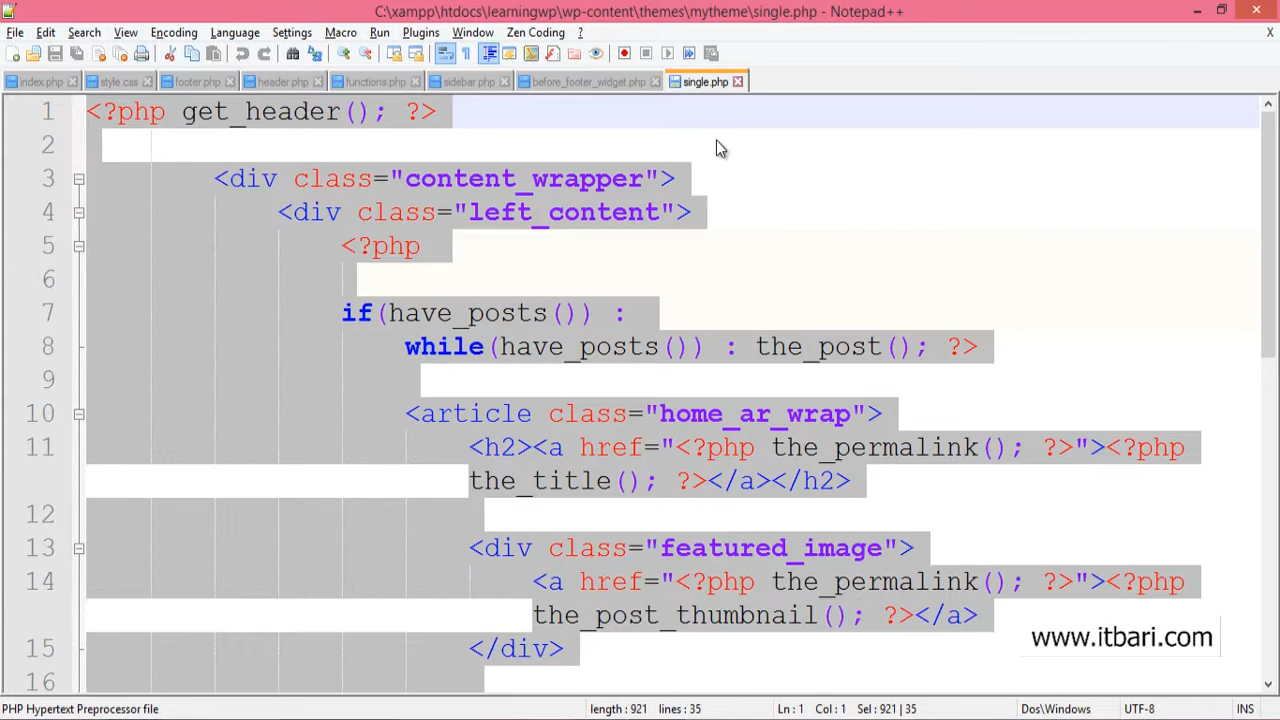 C:\xampp\htdocs\learningwp\wp-content\themes\mytheme\single.php - Notepad++
File Edit Search View Encoding Language Settings Macro Run Plugins Window Zen Coding ? X
index.php style.css footer.php header.php functions.php sidebar.php before_footer_widget.php single.php
1 <?php get_header(); ?>
2
3 <div class="content_wrapper">
4 <div class="left_content">
5 <?php
6
7 if(have_posts()) :
8 while(have_posts()) : the_post(); ?>
9
10 <article class="home_ar_wrap">
11 <h2><a href="<?php the_permalink(); ?>"><?php
the_title(); ?></a></h2>
12
13 <div class="featured_image">
14 <a href="<?php the_permalink(); ?>"><?php
the_post_thumbnail(); ?></a>
15 </div>
16
www.itbari.com
PHP Hypertext Preprocessor file length : 921 lines : 35 Ln : 1 Col : 1 Sel : 921 | 35 Dos\Windows UTF-8 INS